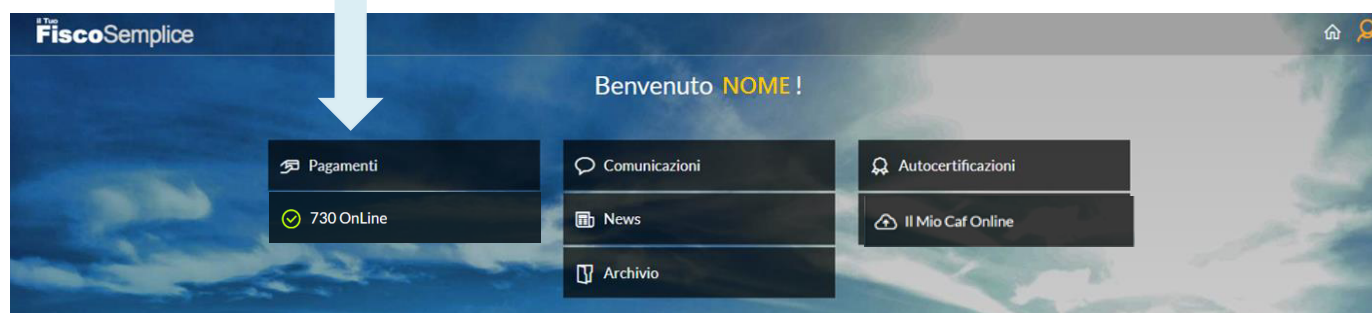 il Tuo
FiscoSemplice
Benvenuto NOME!
Pagamenti
730 OnLine
Comunicazioni
News
Archivio
Autocertificazioni
Il Mio Caf Online